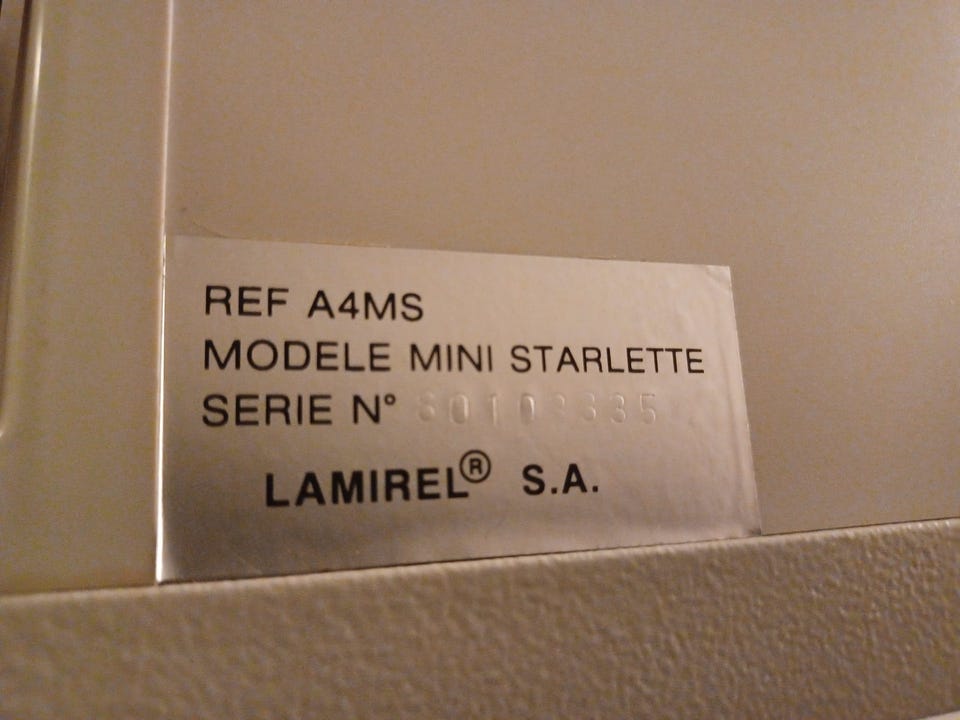 REF A4MS
MODELE MINI STARLETTE
SERIE N°
LAMIREL® S.A.